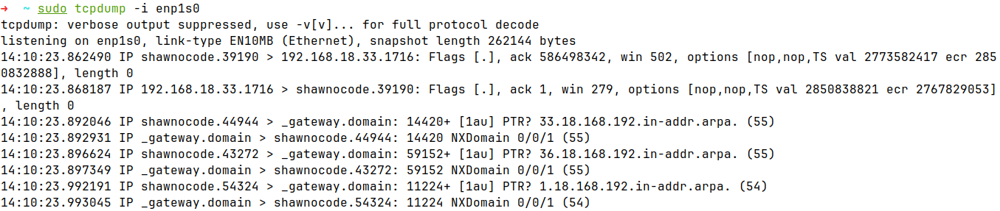 → ~ sudo tcpdump -i enp1s0
tcpdump: verbose output suppressed, use -v[v]... for full protocol decode
listening on enp1s0, link-type EN10MB (Ethernet), snapshot length 262144 bytes
14:10:23.862490 IP shawnocode.39190 > 192.168.18.33.1716: Flags [.], ack 586498342, win 502, options [nop,nop,TS val 2773582417 ecr 285
0832888], length 0
14:10:23.868187 IP 192.168.18.33.1716 > shawnocode.39190: Flags [.], ack 1, win 279, options [nop,nop,TS val 2850838821 ecr 2767829053]
, length 0
14:10:23.892046 IP shawnocode.44944 > _gateway.domain: 14420+ [1au] PTR? 33.18.168.192.in-addr.arpa. (55)
14:10:23.892931 IP _gateway.domain > shawnocode.44944: 14420 NXDomain 0/0/1 (55)
14:10:23.896624 IP shawnocode.43272 > _gateway.domain: 59152+ [1au] PTR? 36.18.168.192.in-addr.arpa. (55)
14:10:23.897349 IP _gateway.domain > shawnocode.43272: 59152 NXDomain 0/0/1 (55)
14:10:23.992191 IP shawnocode.54324 > _gateway.domain: 11224+ [1au] PTR? 1.18.168.192.in-addr.arpa. (54)
14:10:23.993045 IP _gateway.domain > shawnocode.54324: 11224 NXDomain 0/0/1 (54)